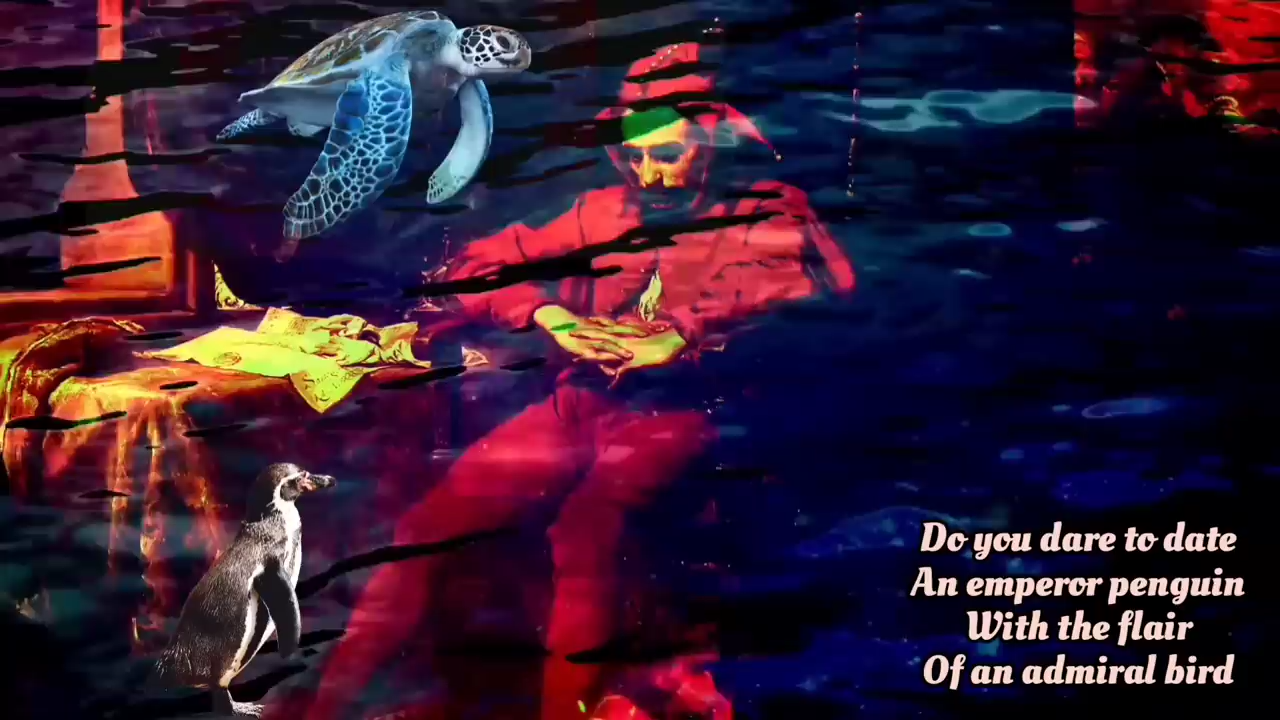 Do you dare to date
An emperor penguin
With the flair
Of an admiral bird